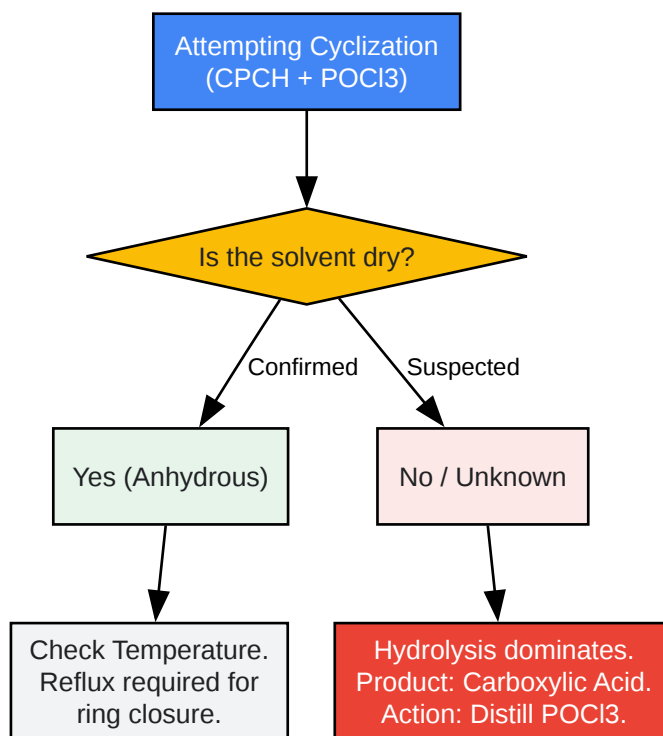 Attempting Cyclization
(CPCH + POCl3)
Is the solvent dry?
Confirmed
Suspected
Yes (Anhydrous)
No / Unknown
Check Temperature.
Reflux required for
ring closure.
Hydrolysis dominates.
Product: Carboxylic Acid.
Action: Distill POCl3.